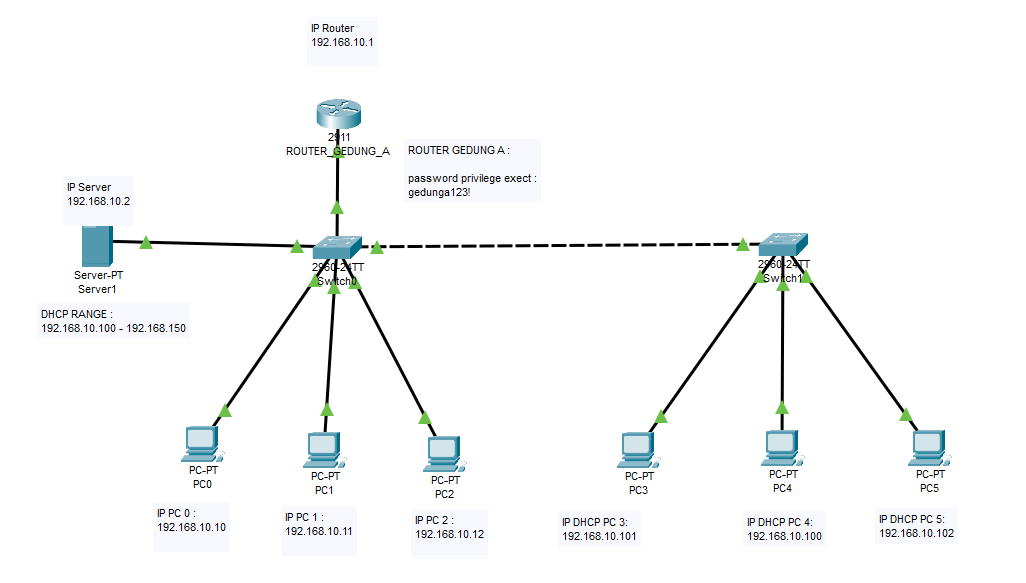 IP Router
192.168.10.1
2911
ROUTER_GEDUNG_A
ROUTER GEDUNG A :
password privilege exect :
gedunga123!
IP Server
192.168.10.2
Server-PT
Server1
DHCP RANGE :
192.168.10.100 - 192.168.150
2960-24TT
Switch0
2960-24TT
Switch1
PC-PT
PC0
PC-PT
PC1
PC-PT
PC2
PC-PT
PC3
PC-PT
PC4
PC-PT
PC5
IP PC 0 :
192.168.10.10
IP PC 1 :
192.168.10.11
IP PC 2 :
192.168.10.12
IP DHCP PC 3:
192.168.10.101
IP DHCP PC 4:
192.168.10.100
IP DHCP PC 5:
192.168.10.102